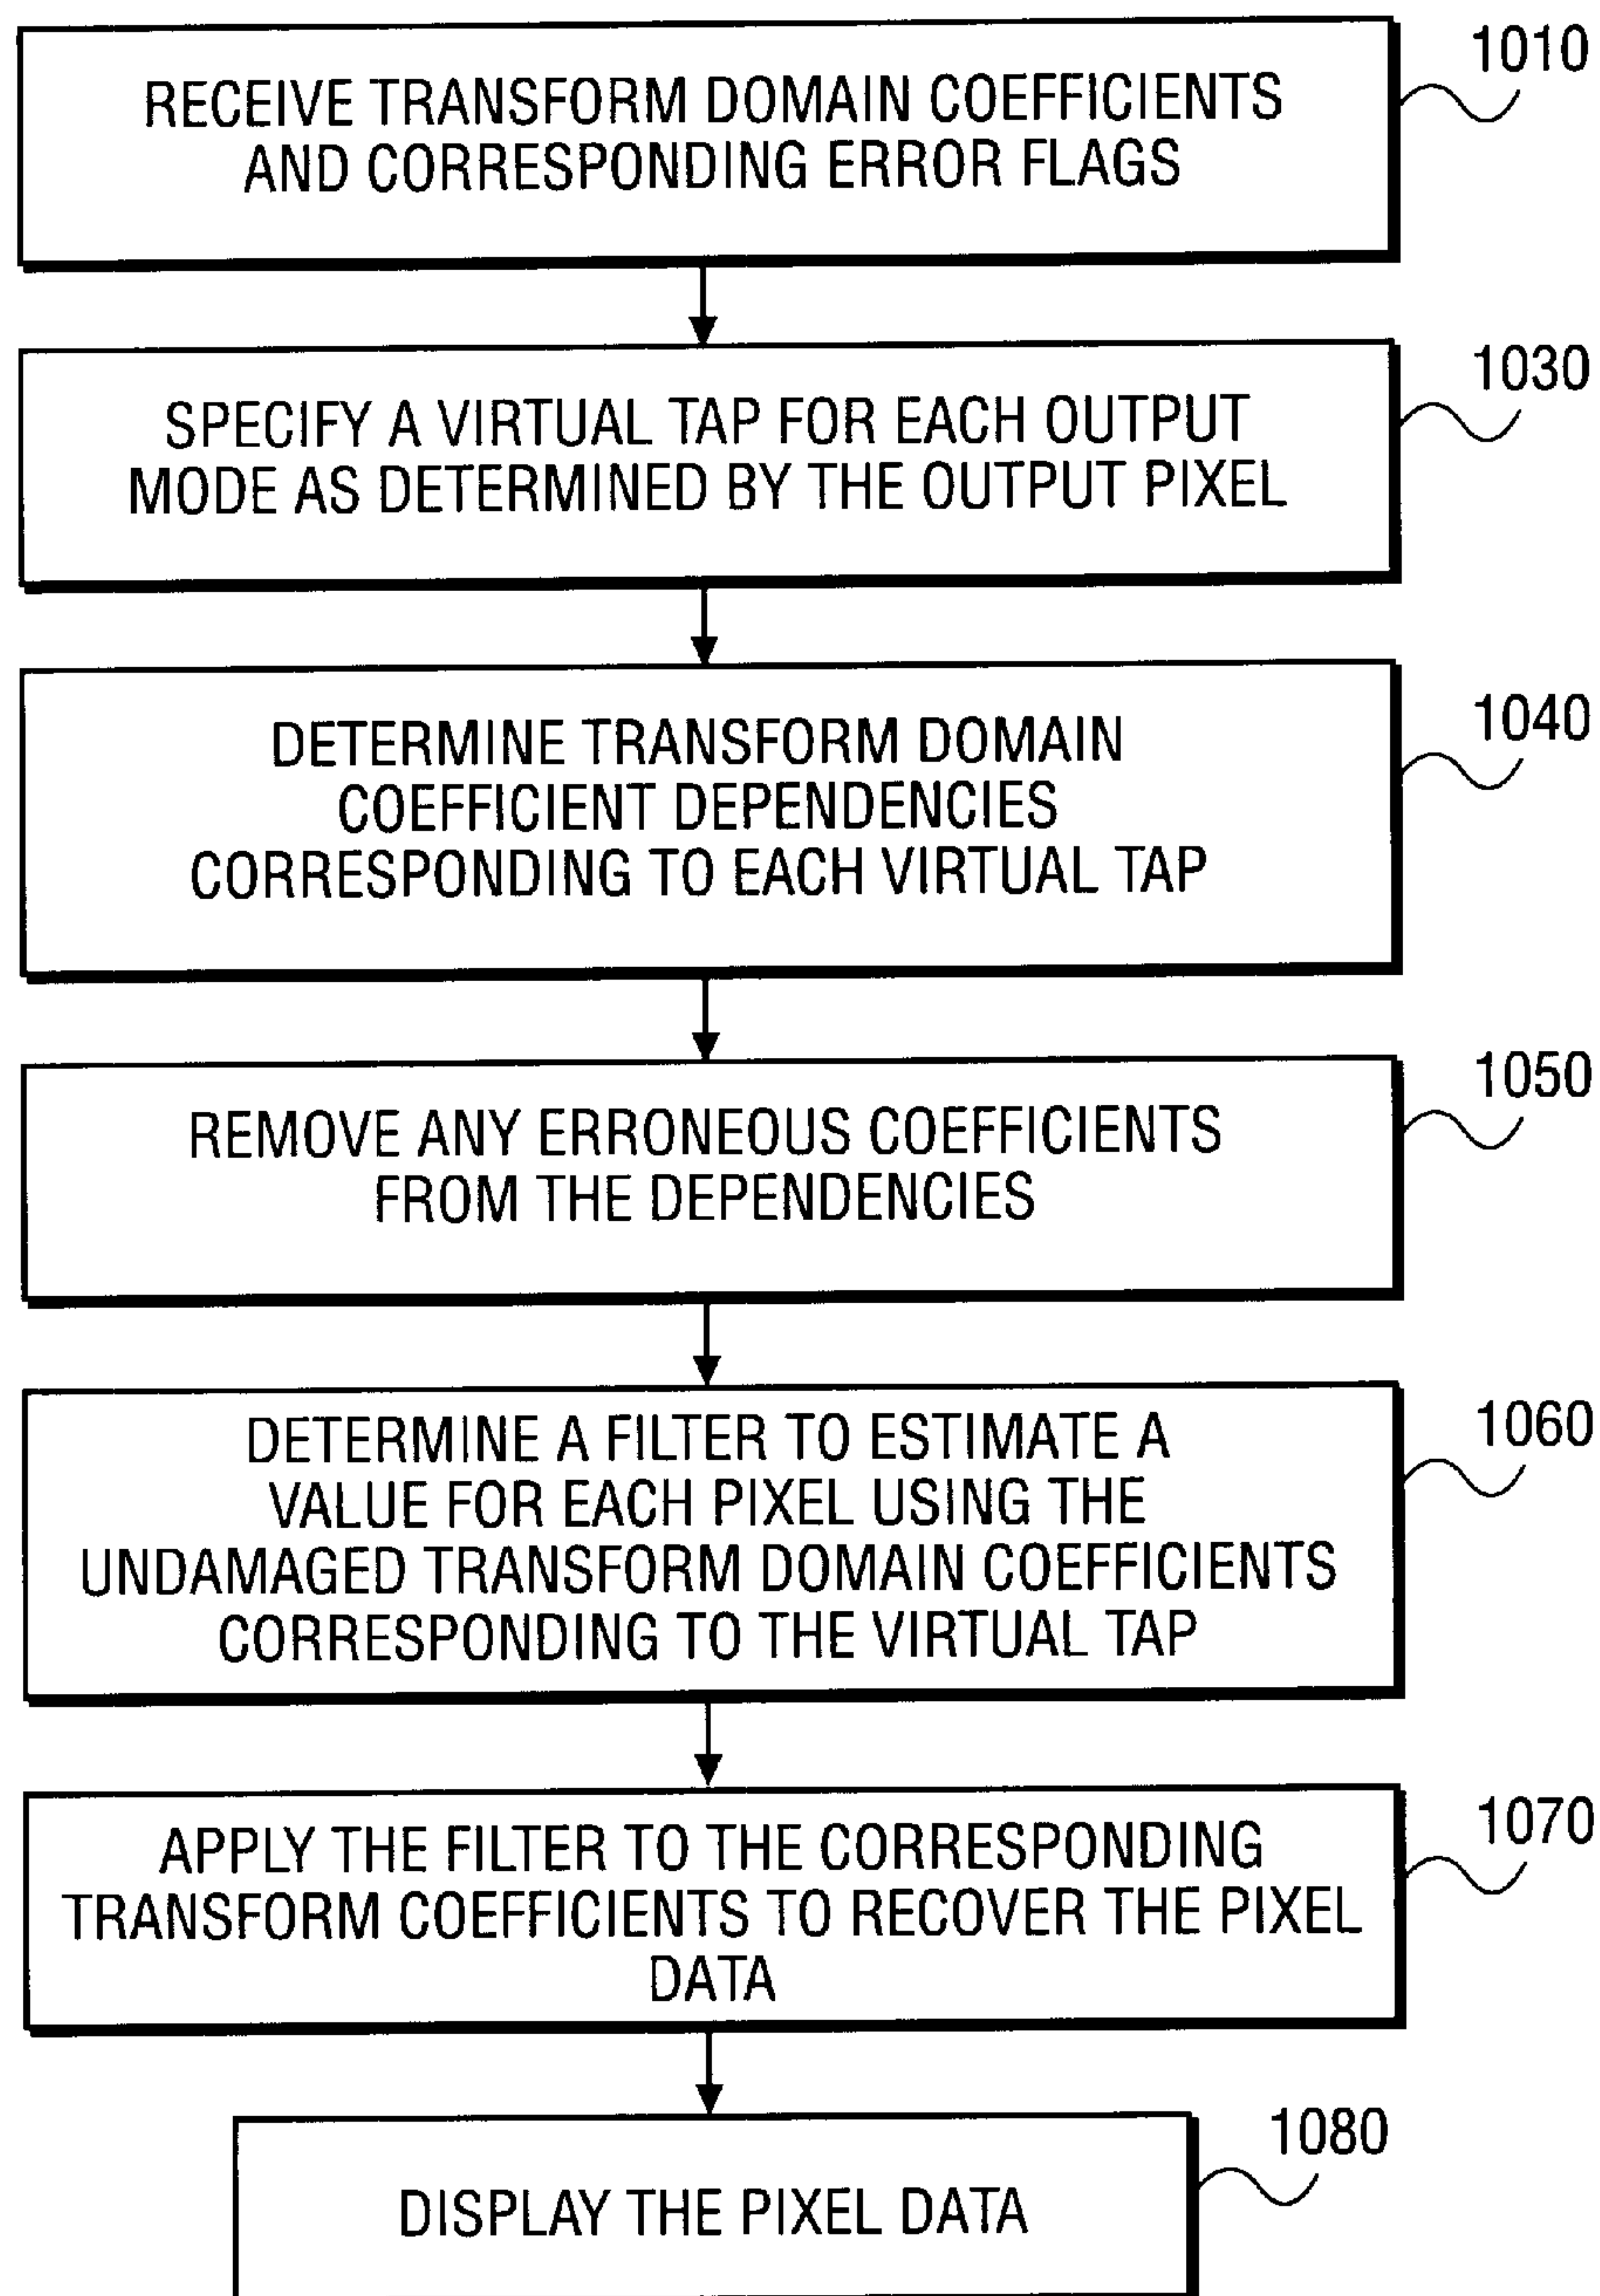 RECEIVE TRANSFORM DOMAIN COEFFICIENTS
AND CORRESPONDING ERROR FLAGS
1010
SPECIFY A VIRTUAL TAP FOR EACH OUTPUT
MODE AS DETERMINED BY THE OUTPUT PIXEL
1030
DETERMINE TRANSFORM DOMAIN
COEFFICIENT DEPENDENCIES
CORRESPONDING TO EACH VIRTUAL TAP
1040
REMOVE ANY ERRONEOUS COEFFICIENTS
FROM THE DEPENDENCIES
1050
DETERMINE A FILTER TO ESTIMATE A
VALUE FOR EACH PIXEL USING THE
UNDAMAGED TRANSFORM DOMAIN COEFFICIENTS
CORRESPONDING TO THE VIRTUAL TAP
1060
APPLY THE FILTER TO THE CORRESPONDING
TRANSFORM COEFFICIENTS TO RECOVER THE PIXEL
DATA
1070
DISPLAY THE PIXEL DATA
1080